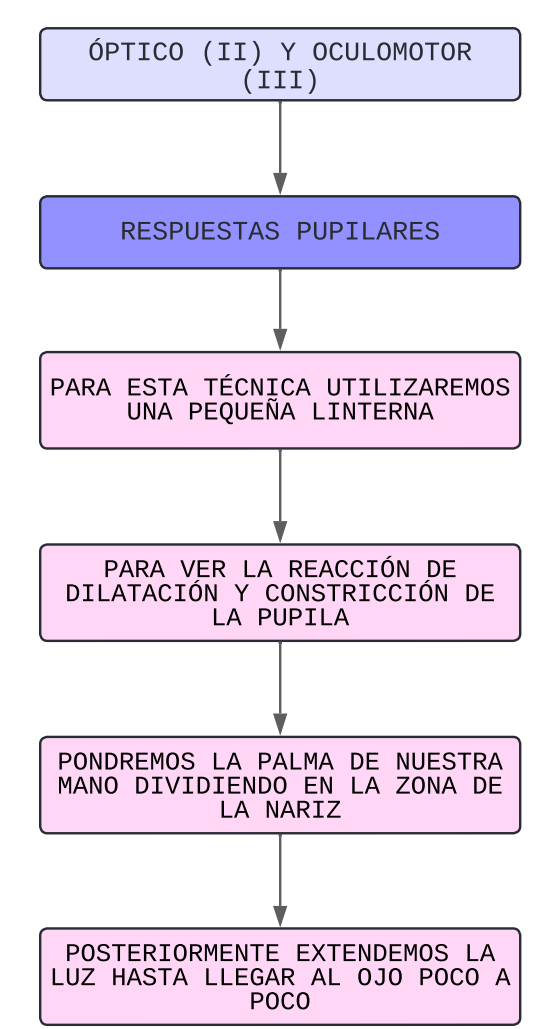 ÓPTICO (II) Y OCULOMOTOR
(III)
RESPUESTAS PUPILARES
PARA ESTA TÉCNICA UTILIZAREMOS
UNA PEQUEÑA LINTERNA
PARA VER LA REACCIÓN DE
DILATACIÓN Y CONSTRICCIÓN DE
LA PUPILA
PONDREMOS LA PALMA DE NUESTRA
MANO DIVIDIENDO EN LA ZONA DE
LA NARIZ
POSTERIORMENTE EXTENDEMOS LA
LUZ HASTA LLEGAR AL OJO POCO A
POCO